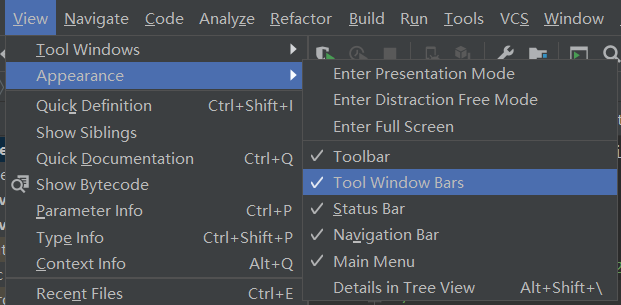 View Navigate Code Analyze Refactor Build Run Tools VCS Window
Tool Windows
Appearance
Quick Definition Ctrl+Shift+I
Show Siblings
Quick Documentation Ctrl+Q
Show Bytecode
Parameter Info Ctrl+P
Type Info Ctrl+Shift+P
Context Info Alt+Q
Recent Files Ctrl+E
Enter Presentation Mode
Enter Distraction Free Mode
Enter Full Screen
Toolbar
Tool Window Bars
Status Bar
Navigation Bar
Main Menu
Details in Tree View Alt+Shift+\